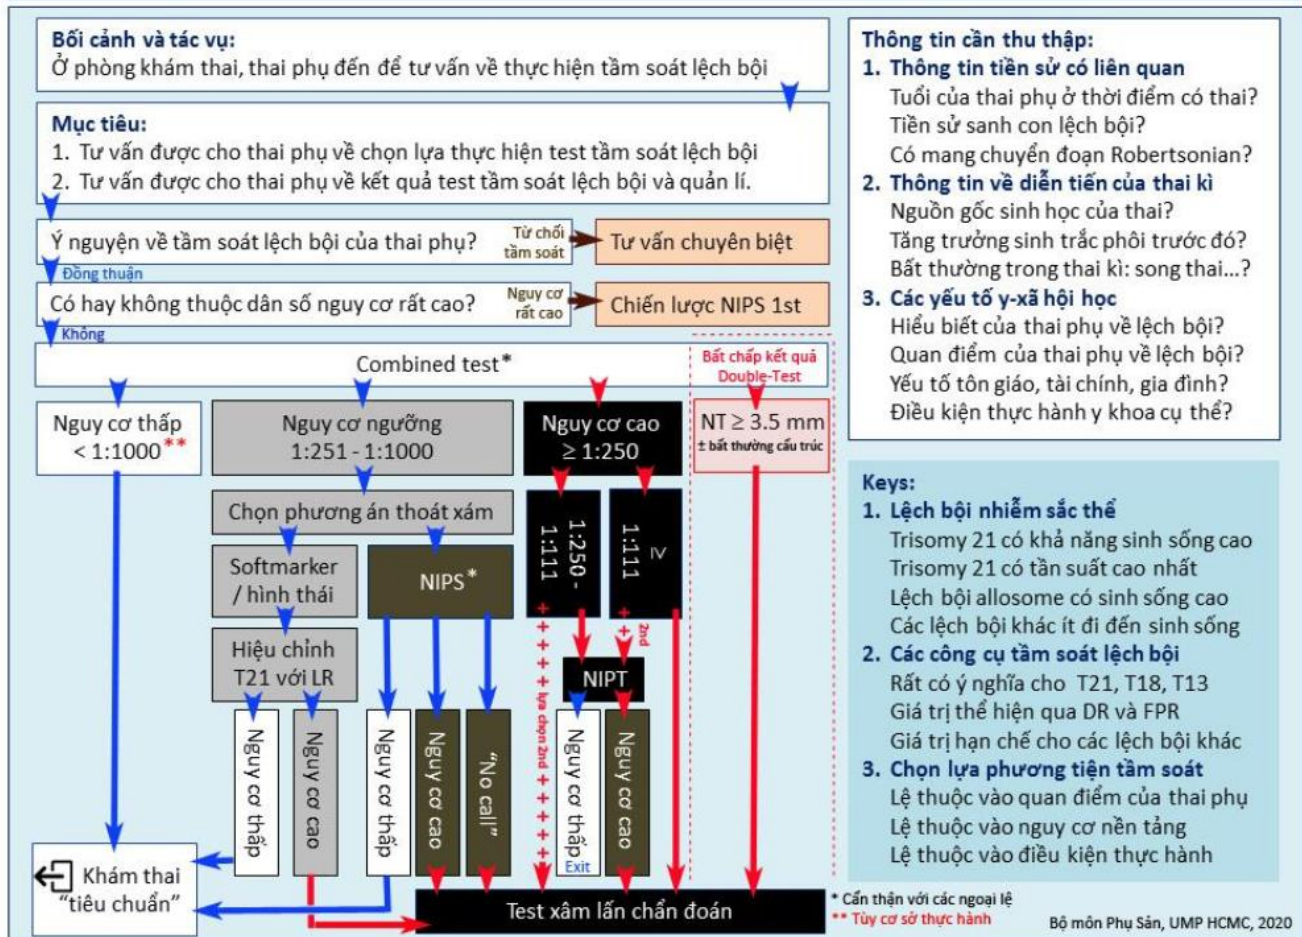 Bối cảnh và tác vụ:
Ở phòng khám thai, thai phụ đến để tư vấn về thực hiện tầm soát lệch bội
Mục tiêu:
1. Tư vấn được cho thai phụ về chọn lựa thực hiện test tầm soát lệch bội
2. Tư vấn được cho thai phụ về kết quả test tầm soát lệch bội và quản lí.
Ý nguyện về tầm soát lệch bội của thai phụ?
Từ chối
tầm soát
Tư vấn chuyên biệt
Đồng thuận
Có hay không thuộc dân số nguy cơ rất cao?
Nguy cơ
rất cao
Chiến lược NIPS 1st
Không
Combined test*
Bất chấp kết quả
Double-Test
Nguy cơ thấp
< 1:1000**
Nguy cơ ngưỡng
1:251 - 1:1000
Nguy cơ cao
≥ 1:250
NT ≥ 3.5 mm
± bất thường cấu trúc
Chọn phương án thoát xám
Softmarker
/ hình thái
NIPS*
1:250 -
1:111
≥
1:111
Hiệu chỉnh
T21 với LR
NIPT
2nd
+ + + + lựa chọn 2nd + + + + + +
Nguy cơ thấp
Nguy cơ cao
Nguy cơ thấp
Nguy cơ cao
"No call"
Nguy cơ thấp
Exit
Nguy cơ cao
Khám thai
"tiêu chuẩn"
Test xâm lấn chẩn đoán
* Cẩn thận với các ngoại lệ
** Tùy cơ sở thực hành
Thông tin cần thu thập:
1. Thông tin tiền sử có liên quan
Tuổi của thai phụ ở thời điểm có thai?
Tiền sử sanh con lệch bội?
Có mang chuyển đoạn Robertsonian?
2. Thông tin về diễn tiến của thai kì
Nguồn gốc sinh học của thai?
Tăng trưởng sinh trắc phôi trước đó?
Bất thường trong thai kì: song thai...?
3. Các yếu tố y-xã hội học
Hiểu biết của thai phụ về lệch bội?
Quan điểm của thai phụ về lệch bội?
Yếu tố tôn giáo, tài chính, gia đình?
Điều kiện thực hành y khoa cụ thể?
Keys:
1. Lệch bội nhiễm sắc thể
Trisomy 21 có khả năng sinh sống cao
Trisomy 21 có tần suất cao nhất
Lệch bội allosome có sinh sống cao
Các lệch bội khác ít đi đến sinh sống
2. Các công cụ tầm soát lệch bội
Rất có ý nghĩa cho T21, T18, T13
Giá trị thể hiện qua DR và FPR
Giá trị hạn chế cho các lệch bội khác
3. Chọn lựa phương tiện tầm soát
Lệ thuộc vào quan điểm của thai phụ
Lệ thuộc vào nguy cơ nền tảng
Lệ thuộc vào điều kiện thực hành
Bộ môn Phụ Sản, UMP HCMC, 2020